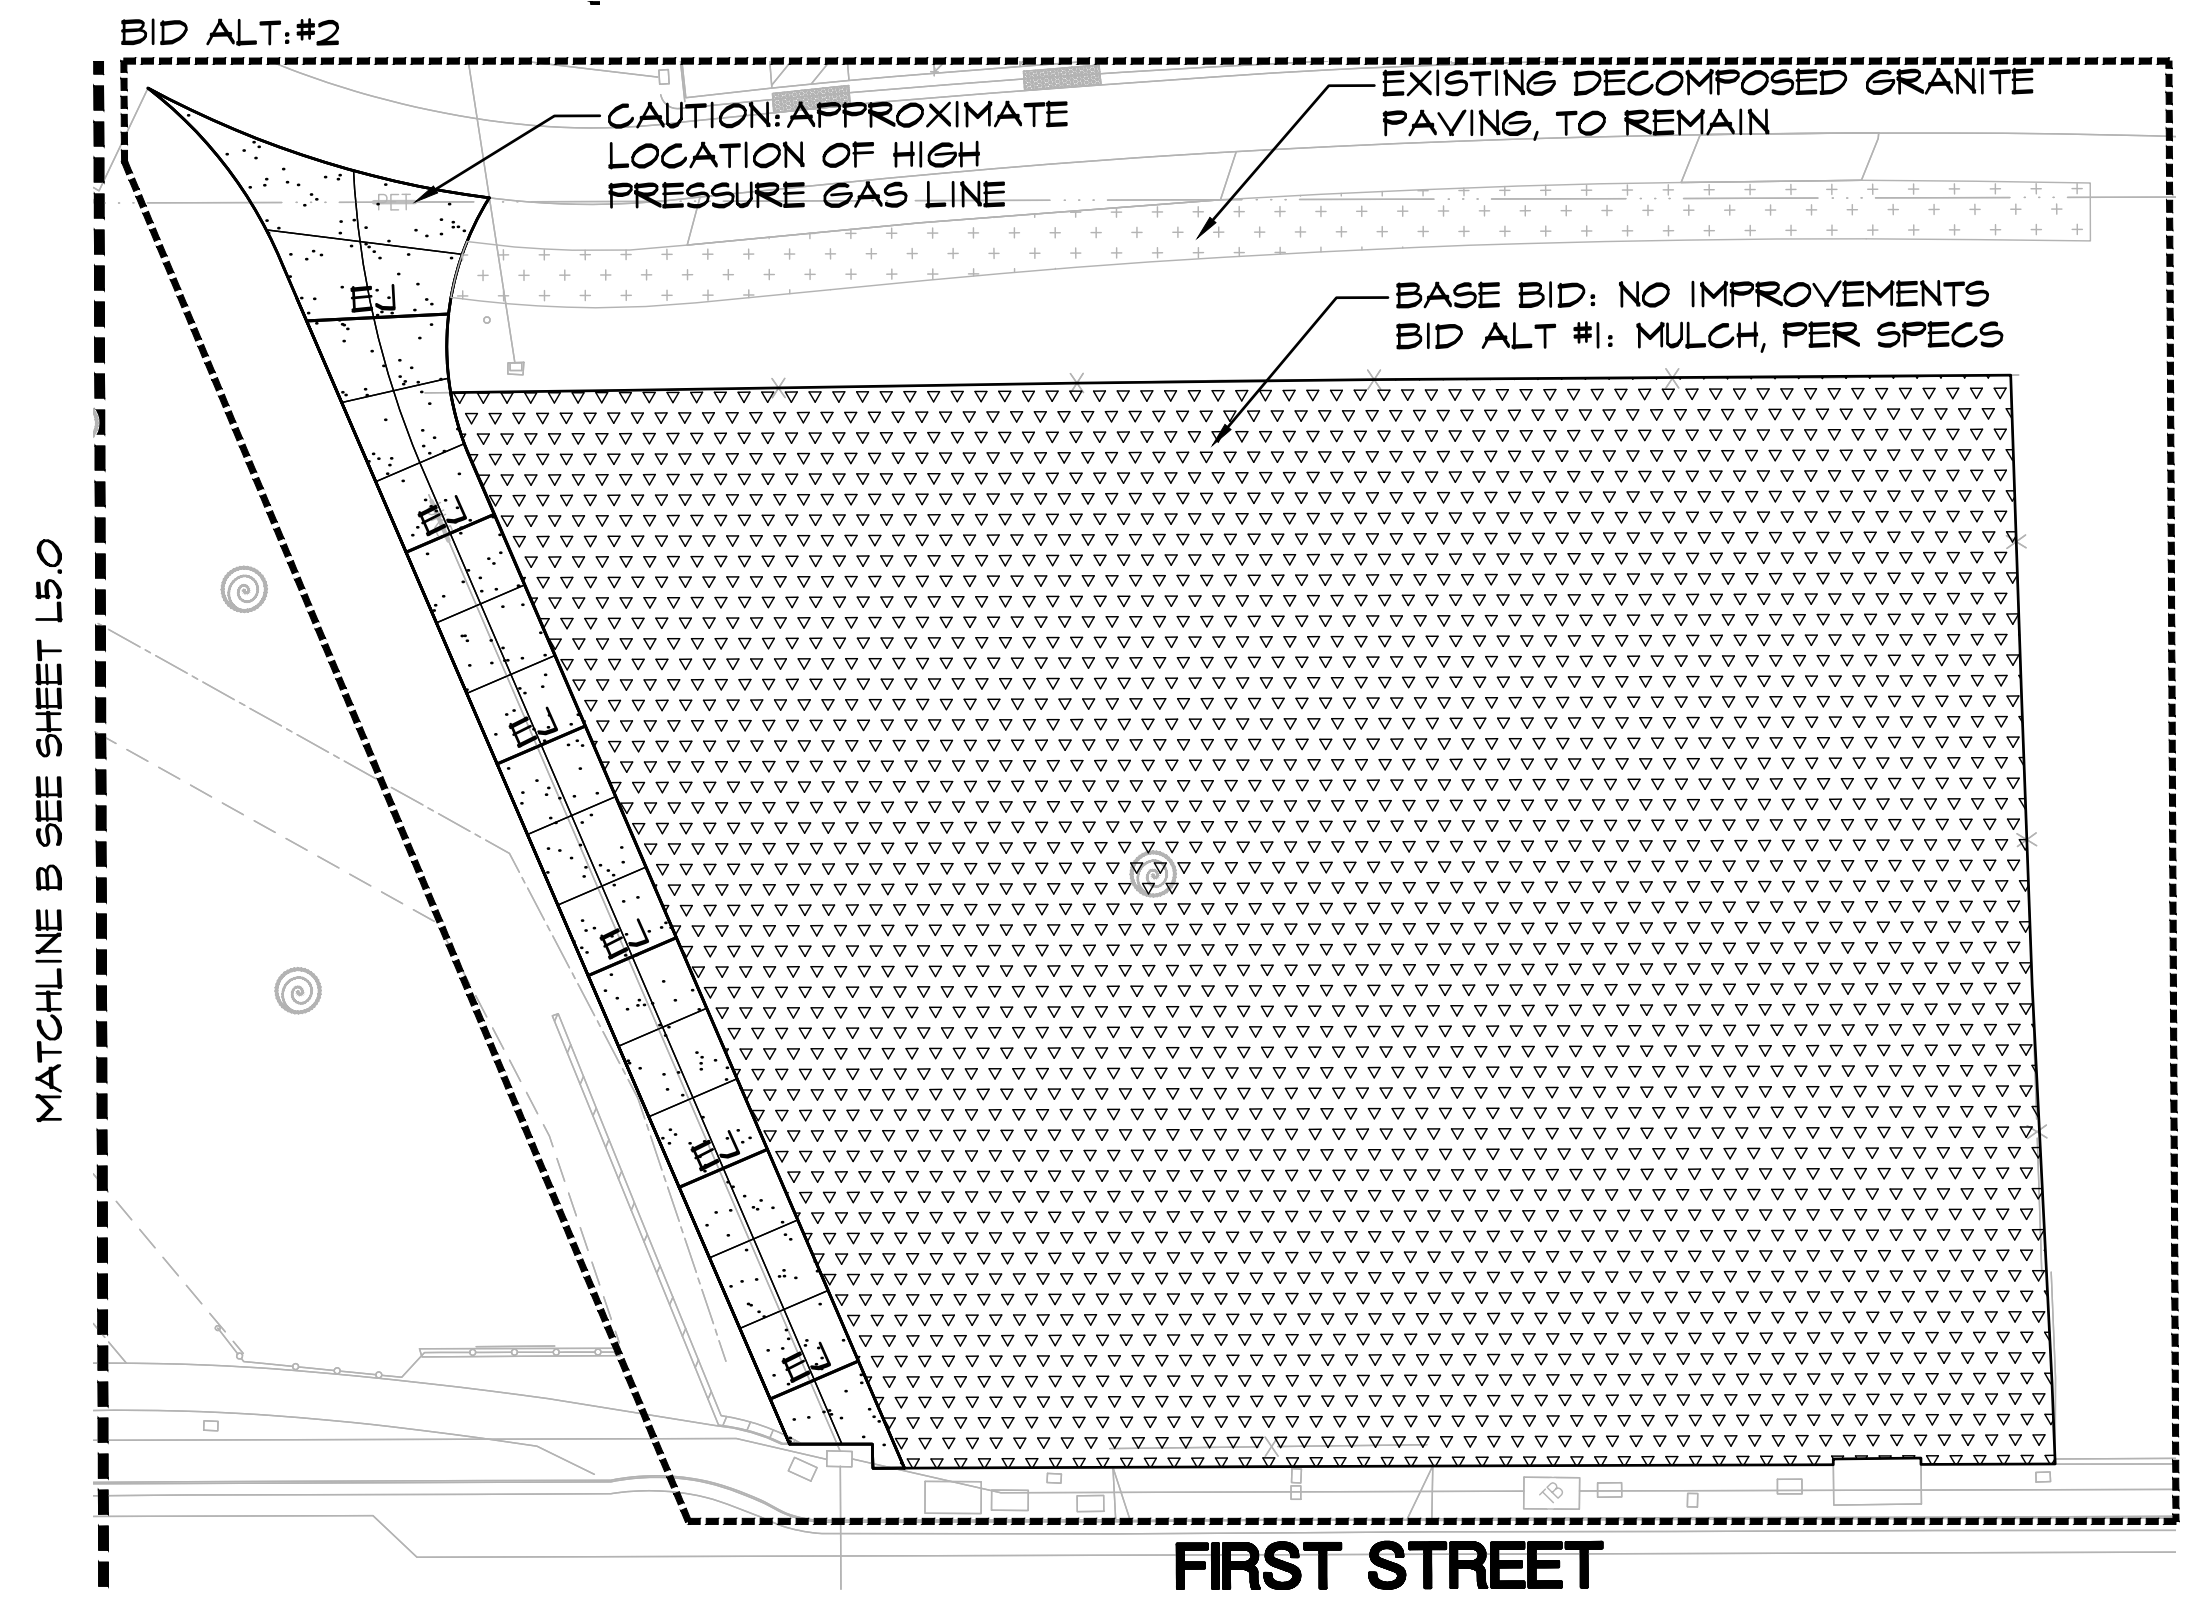 BID ALT:#2
EXISTING DECOMPOSED GRANITE
PAVING, TO REMAIN
CAUTION: APPROXIMATE
LOCATION OF HIGH
PRESSURE GAS LINE
PET
BASE BID: NO IMPROVEMENTS
BID ALT #1: MULCH, PER SPECS
EJ
EJ
EJ
EJ
EJ
EJ
MATCHLINE B SEE SHEET L5.0
TB
FIRST STREET